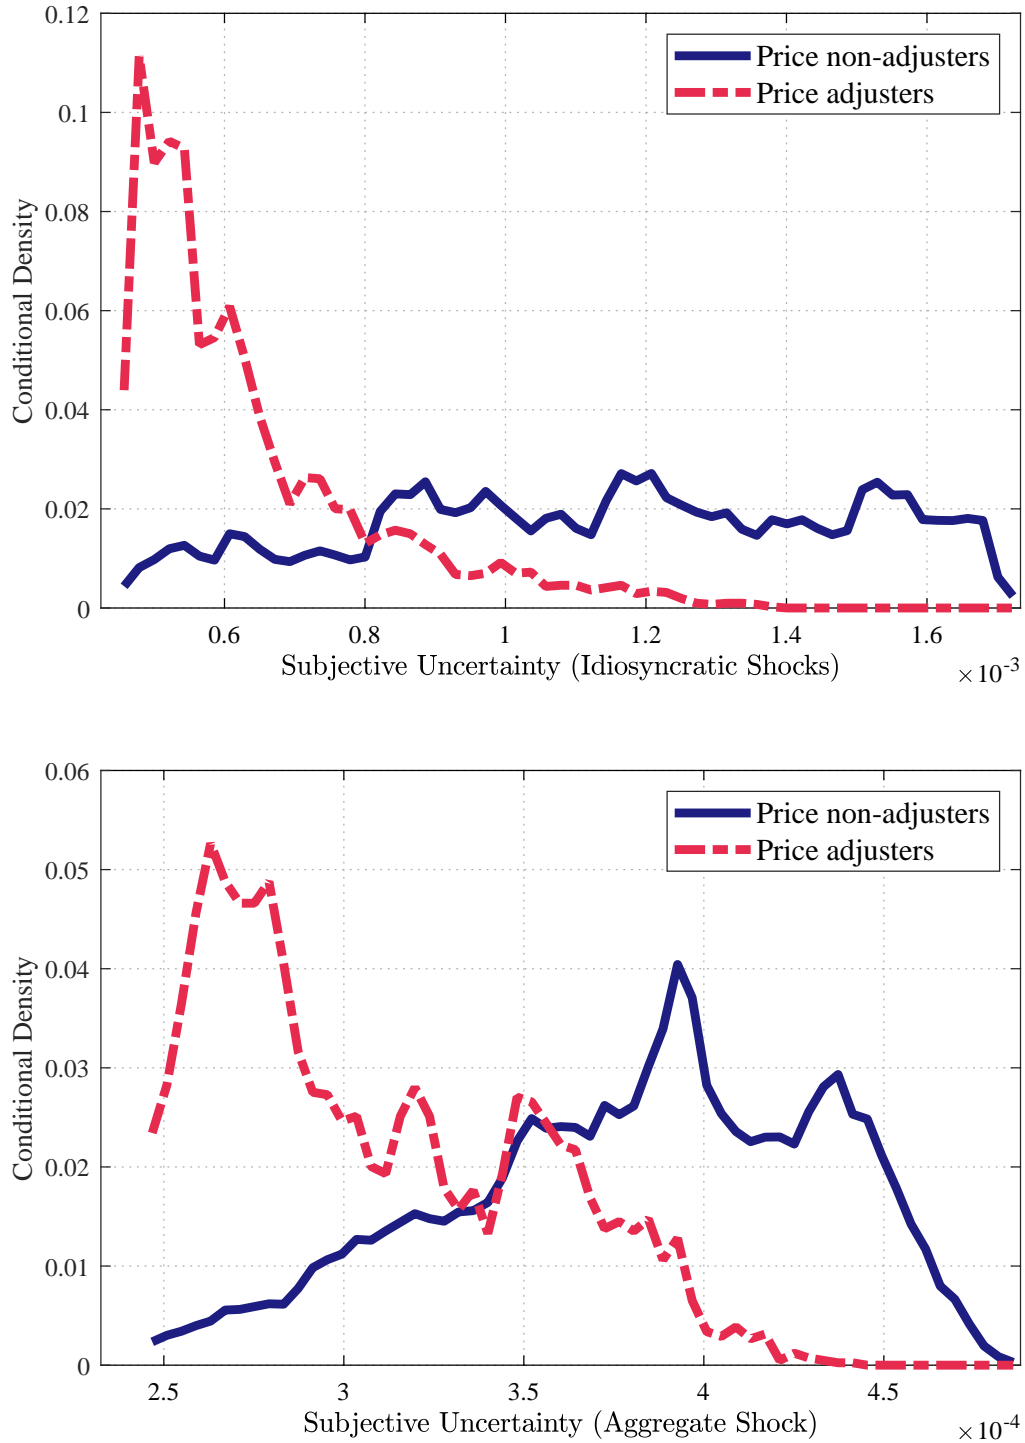 0.12
0.1
0.08
0.06
0.04
0.02
0
Conditional Density
Price non-adjusters
Price adjusters
0.6 0.8 1 1.2 1.4 1.6
Subjective Uncertainty (Idiosyncratic Shocks)
×10⁻³
0.06
0.05
0.04
0.03
0.02
0.01
0
Conditional Density
Price non-adjusters
Price adjusters
2.5 3 3.5 4 4.5
Subjective Uncertainty (Aggregate Shock)
×10⁻⁴